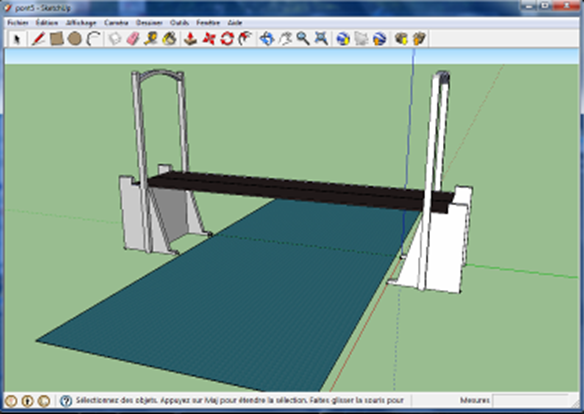 pont5 - SketchUp
Fichier Édition Affichage Caméra Dessiner Outils Fenêtre Aide
Sélectionnez des objets. Appuyez sur Maj pour étendre la sélection. Faites glisser la souris pour
Mesures